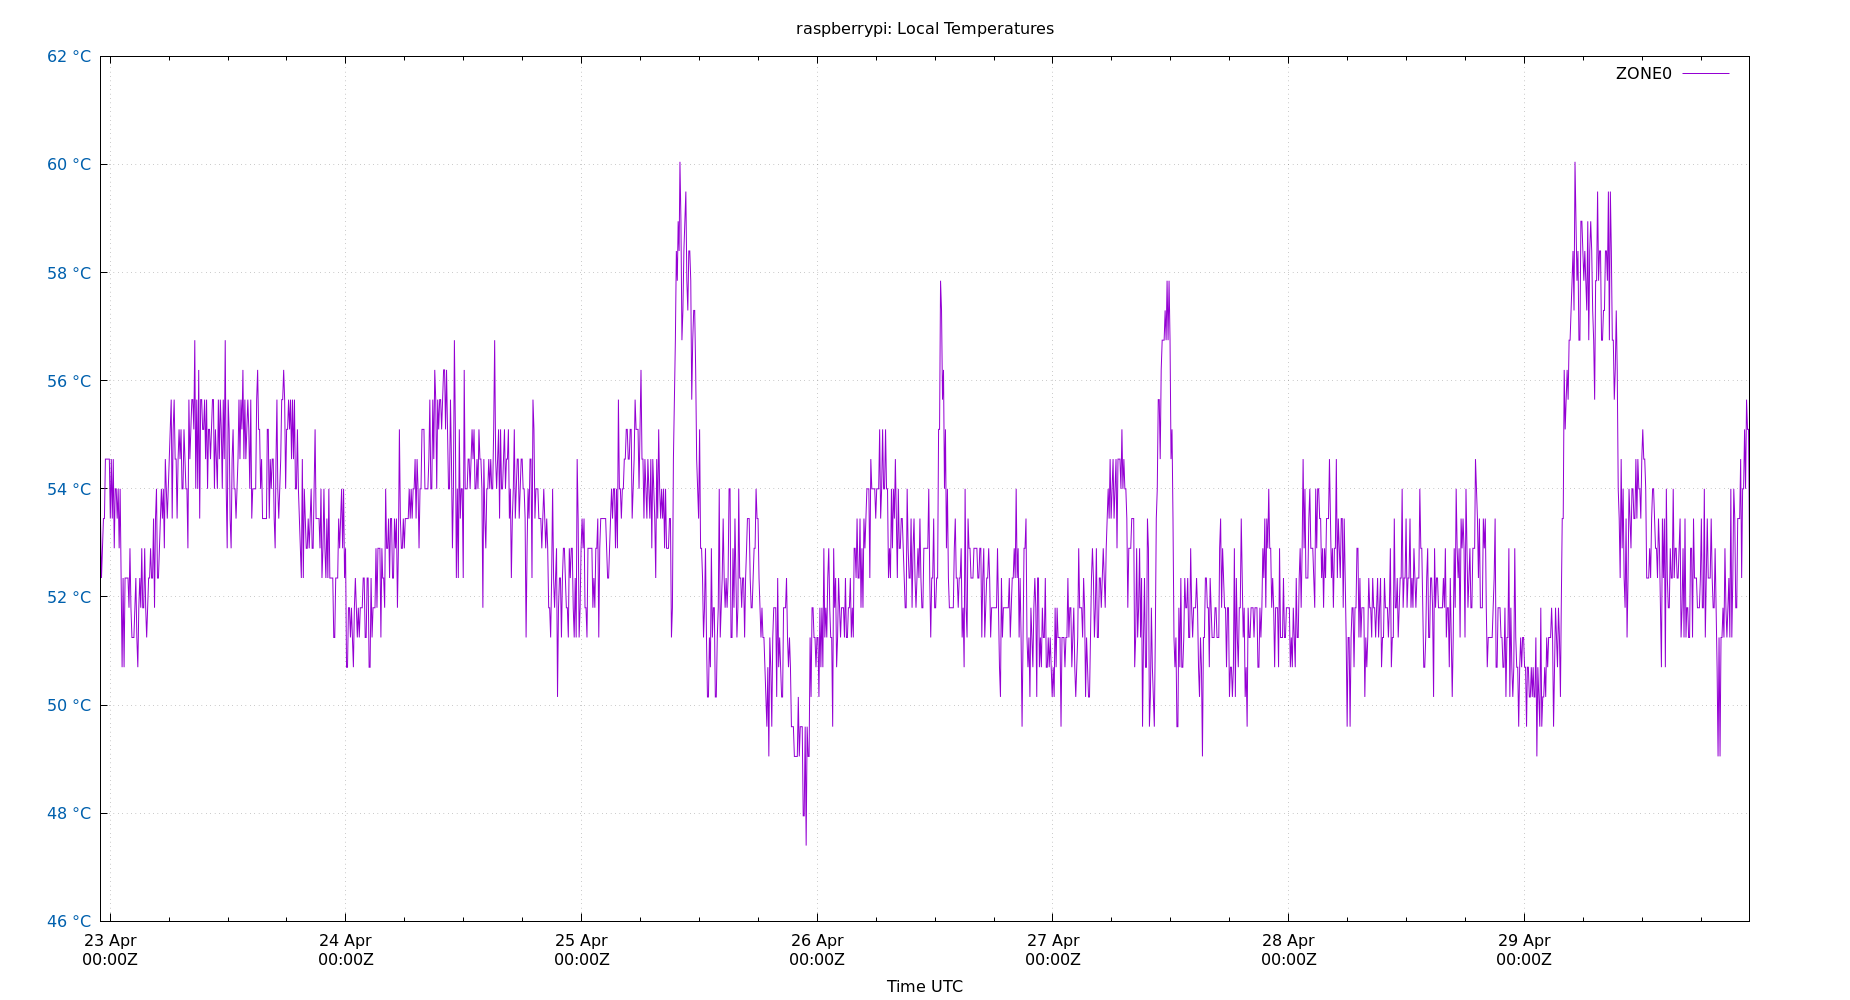 raspberrypi: Local Temperatures
62 °C
ZONE0
60 °C
58 °C
56 °C
54 °C
52 °C
50 °C
48 °C
46 °C
23 Apr 24 Apr 25 Apr 26 Apr 27 Apr 28 Apr 29 Apr
00:00Z 00:00Z 00:00Z 00:00Z 00:00Z 00:00Z 00:00Z
Time UTC